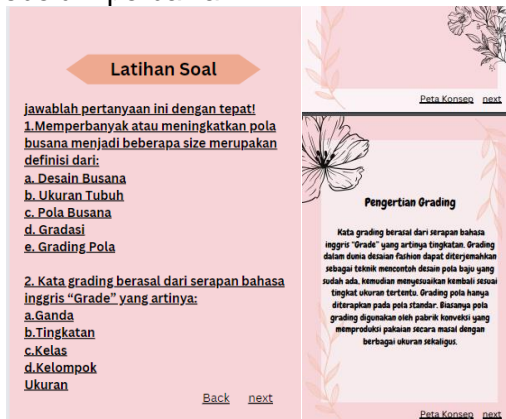 Latihan Soal
jawablah pertanyaan ini dengan tepat!
1.Memperbanyak atau meningkatkan pola
busana menjadi beberapa size merupakan
definisi dari:
a. Desain Busana
b. Ukuran Tubuh
c. Pola Busana
d. Gradasi
e. Grading Pola
2. Kata grading berasal dari serapan bahasa
inggris “Grade” yang artinya:
a.Ganda
b.Tingkatan
c.Kelas
d.Kelompok
Ukuran
Back next
Peta Konsep next
Pengertian Grading
Kata grading berasal dari serapan bahasa
inggris “Grade” yang artinya tingkatan. Grading
dalam dunia desaian fashion dapat diterjemahkan
sebagai teknik mencontoh desain pola baju yang
sudah ada, kemudian menyesuaikan kembali sesuai
tingkat ukuran tertentu. Grading pola hanya
diterapkan pada pola standar. Biasanya pola
grading digunakan oleh pabrik konveksi yang
memproduksi pakaian secara masal dengan
berbagai ukuran sekaligus.
Peta Konsep next